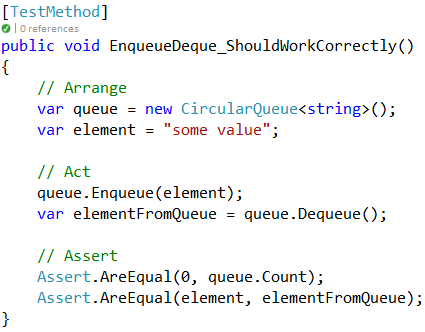 [TestMethod]
| 0 references
public void EnqueueDeque_ShouldWorkCorrectly()
{
    // Arrange
    var queue = new CircularQueue<string>();
    var element = "some value";

    // Act
    queue.Enqueue(element);
    var elementFromQueue = queue.Dequeue();

    // Assert
    Assert.AreEqual(0, queue.Count);
    Assert.AreEqual(element, elementFromQueue);
}